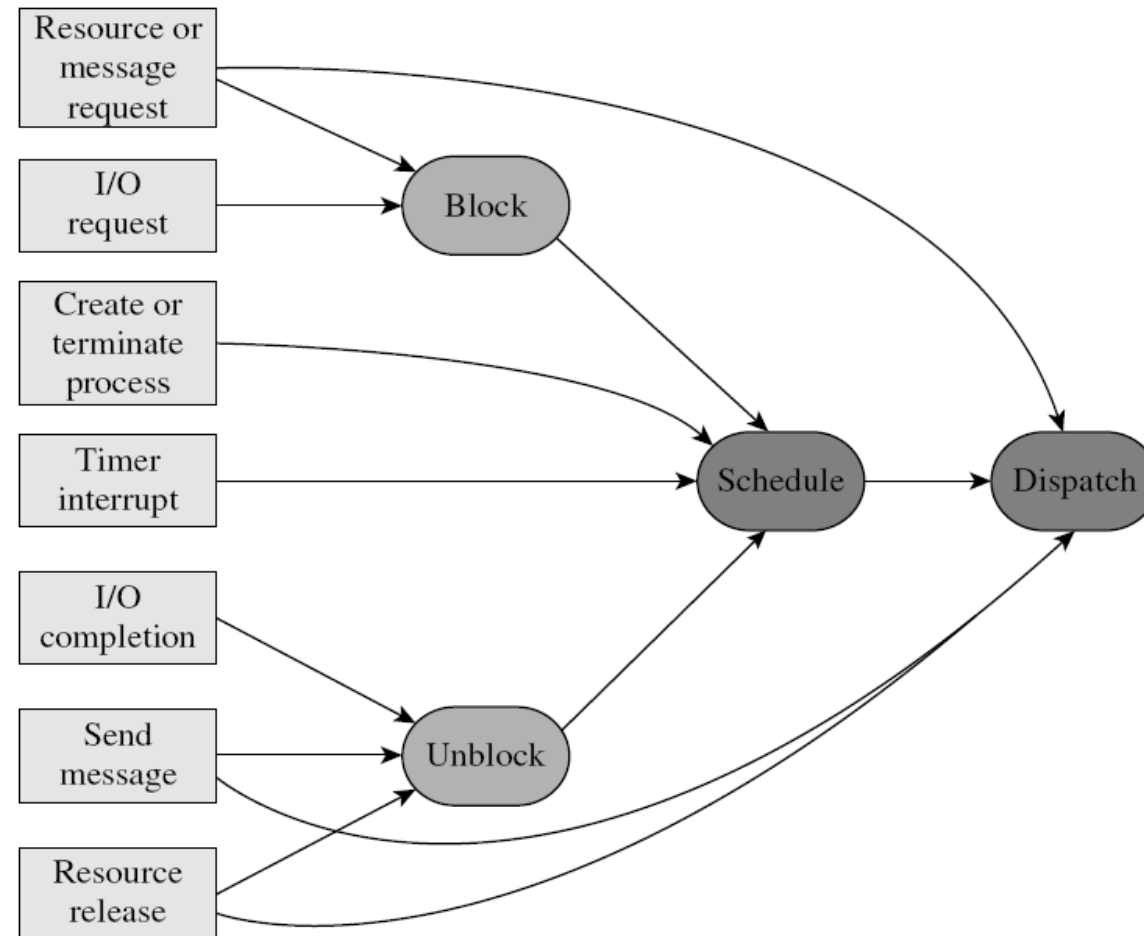 Resource or
message
request
I/O
request
Block
Create or
terminate
process
Timer
interrupt
Schedule
Dispatch
I/O
completion
Send
message
Unblock
Resource
release